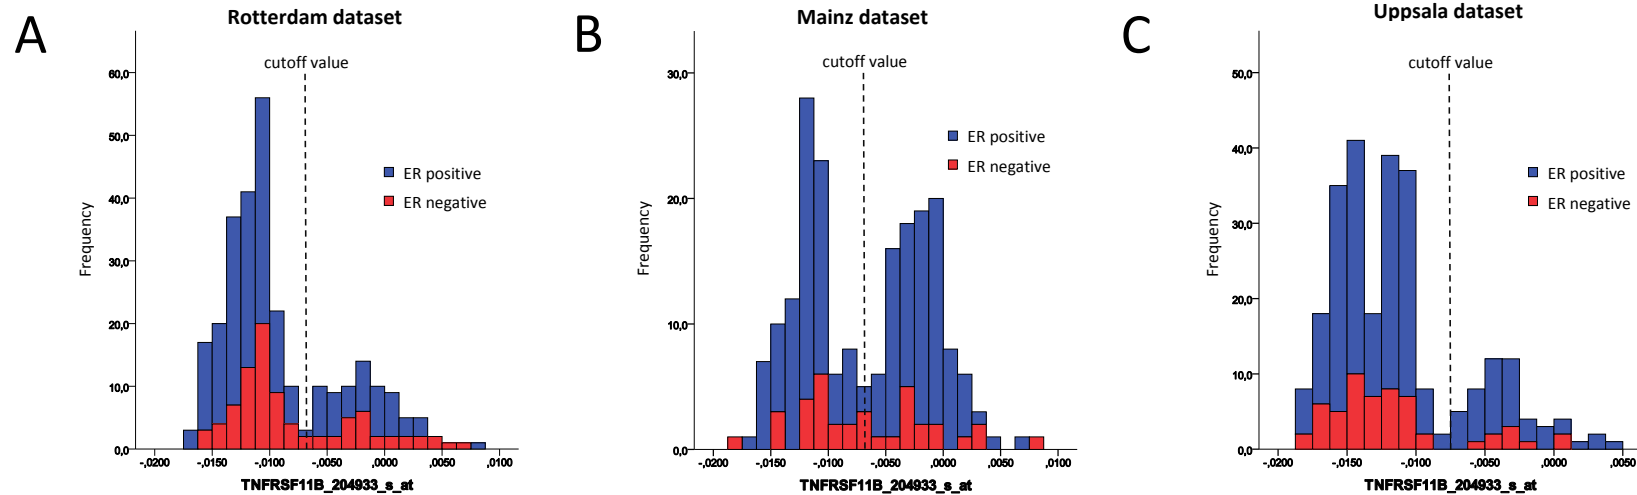 A
Rotterdam dataset
cutoff value
60,0
50,0
40,0
30,0
20,0
10,0
0,0
Frequency
ER positive
ER negative
-,0200 -,0150 -,0100 -,0050 ,0000 ,0050 ,0100
TNFRSF11B_204933_s_at
B
Mainz dataset
cutoff value
30,0
20,0
10,0
0,0
Frequency
ER positive
ER negative
-,0200 -,0150 -,0100 -,0050 ,0000 ,0050 ,0100
TNFRSF11B_204933_s_at
C
Uppsala dataset
cutoff value
50,0
40,0
30,0
20,0
10,0
0,0
Frequency
ER positive
ER negative
-,0200 -,0150 -,0100 -,0050 ,0000 ,0050
TNFRSF11B_204933_s_at